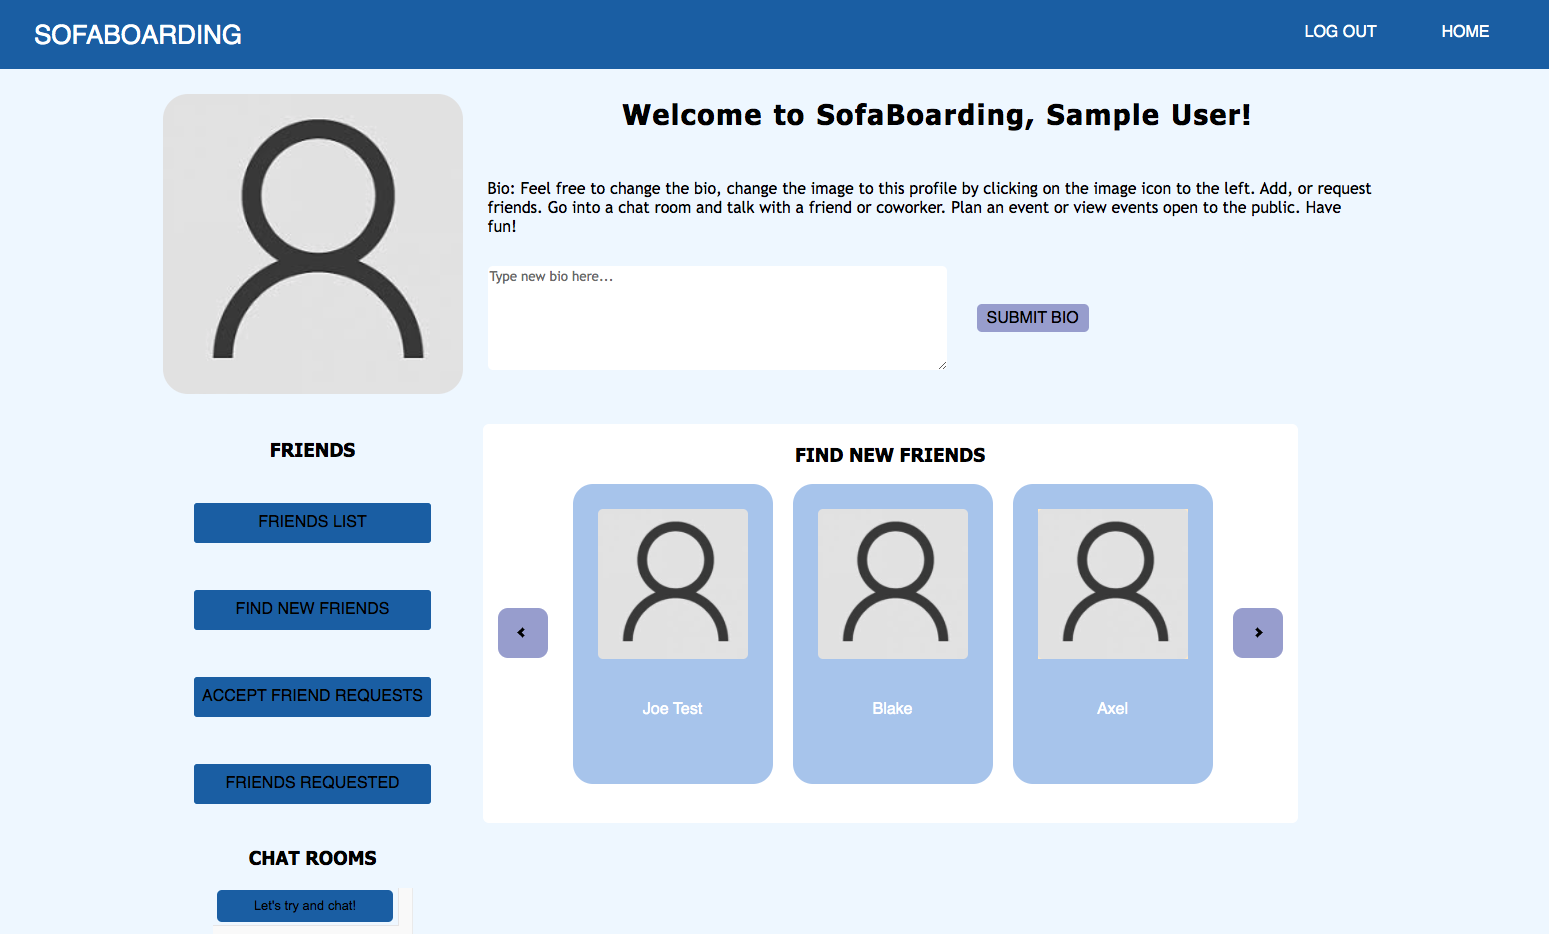 SOFABOARDING
LOG OUT
HOME
Welcome to SofaBoarding, Sample User!
Bio: Feel free to change the bio, change the image to this profile by clicking on the image icon to the left. Add, or request
friends. Go into a chat room and talk with a friend or coworker. Plan an event or view events open to the public. Have
fun!
Type new bio here...
SUBMIT BIO
FRIENDS
FRIENDS LIST
FIND NEW FRIENDS
ACCEPT FRIEND REQUESTS
FRIENDS REQUESTED
CHAT ROOMS
Let's try and chat!
FIND NEW FRIENDS
<
Joe Test
Blake
Axel
>